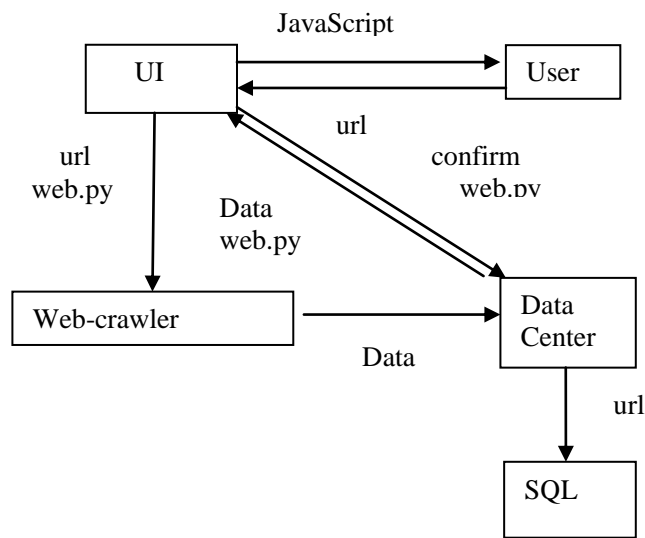 JavaScript
UI
User
url
url
web.py
confirm
web.py
Data
web.py
Web-crawler
Data
Center
Data
url
SQL